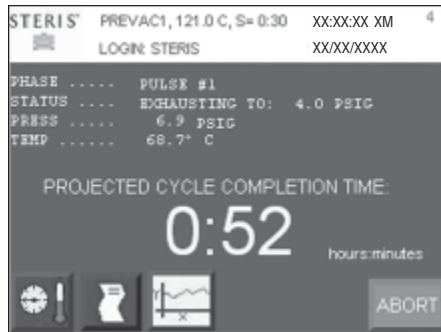 STERIS® PREVAC1, 121.0 C, S= 0:30 XX:XX:XX XM 4
LOGIN: STERIS XX/XX/XXXX
PHASE ..... PULSE #1
STATUS .... EXHAUSTING TO: 4.0 PSIG
PRESS ..... 6.9 PSIG
TEMP ...... 68.7° C
PROJECTED CYCLE COMPLETION TIME:
0:52
hours:minutes
X
ABORT